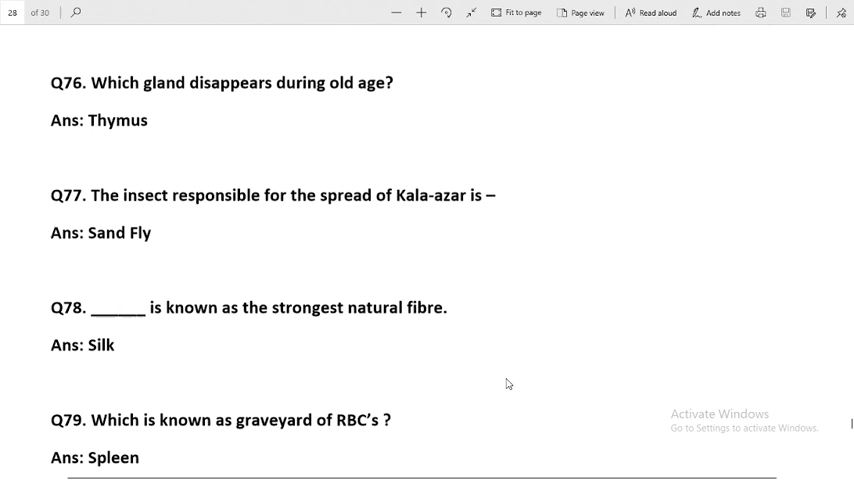 28 of 30 Fit to page Page view Read aloud Add notes
Q76. Which gland disappears during old age?
Ans: Thymus
Q77. The insect responsible for the spread of Kala-azar is –
Ans: Sand Fly
Q78. ______ is known as the strongest natural fibre.
Ans: Silk
Q79. Which is known as graveyard of RBC's ?
Activate Windows
Go to Settings to activate Windows.
Ans: Spleen